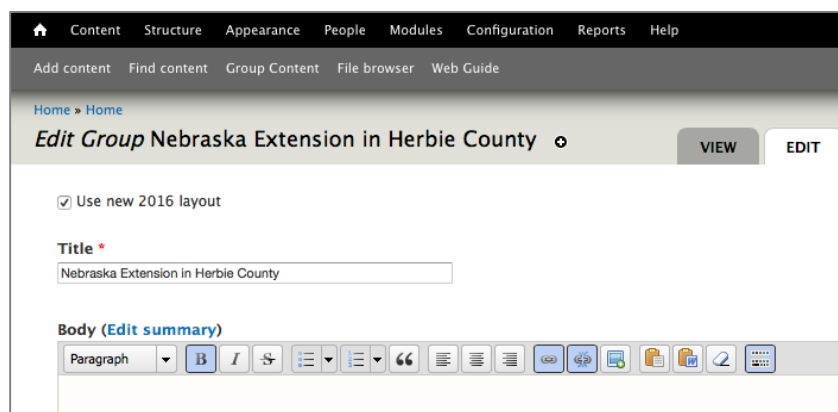 Content Structure Appearance People Modules Configuration Reports Help
Add content Find content Group Content File browser Web Guide
Home » Home
Edit Group Nebraska Extension in Herbie County
VIEW EDIT
Use new 2016 layout
Title *
Nebraska Extension in Herbie County
Body (Edit summary)
Paragraph B I S